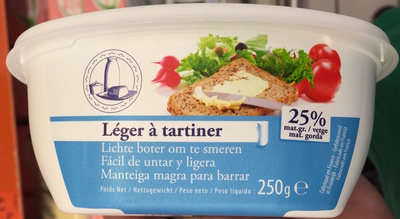 Léger à tartiner
Lichte boter om te smeren
Fácil de untar y ligera
Manteiga magra para barrar
Poids Net / Nettogewicht / Peso neto / Peso líquido : 250g e
25%
mat.gr. / vetge
mat. gorda